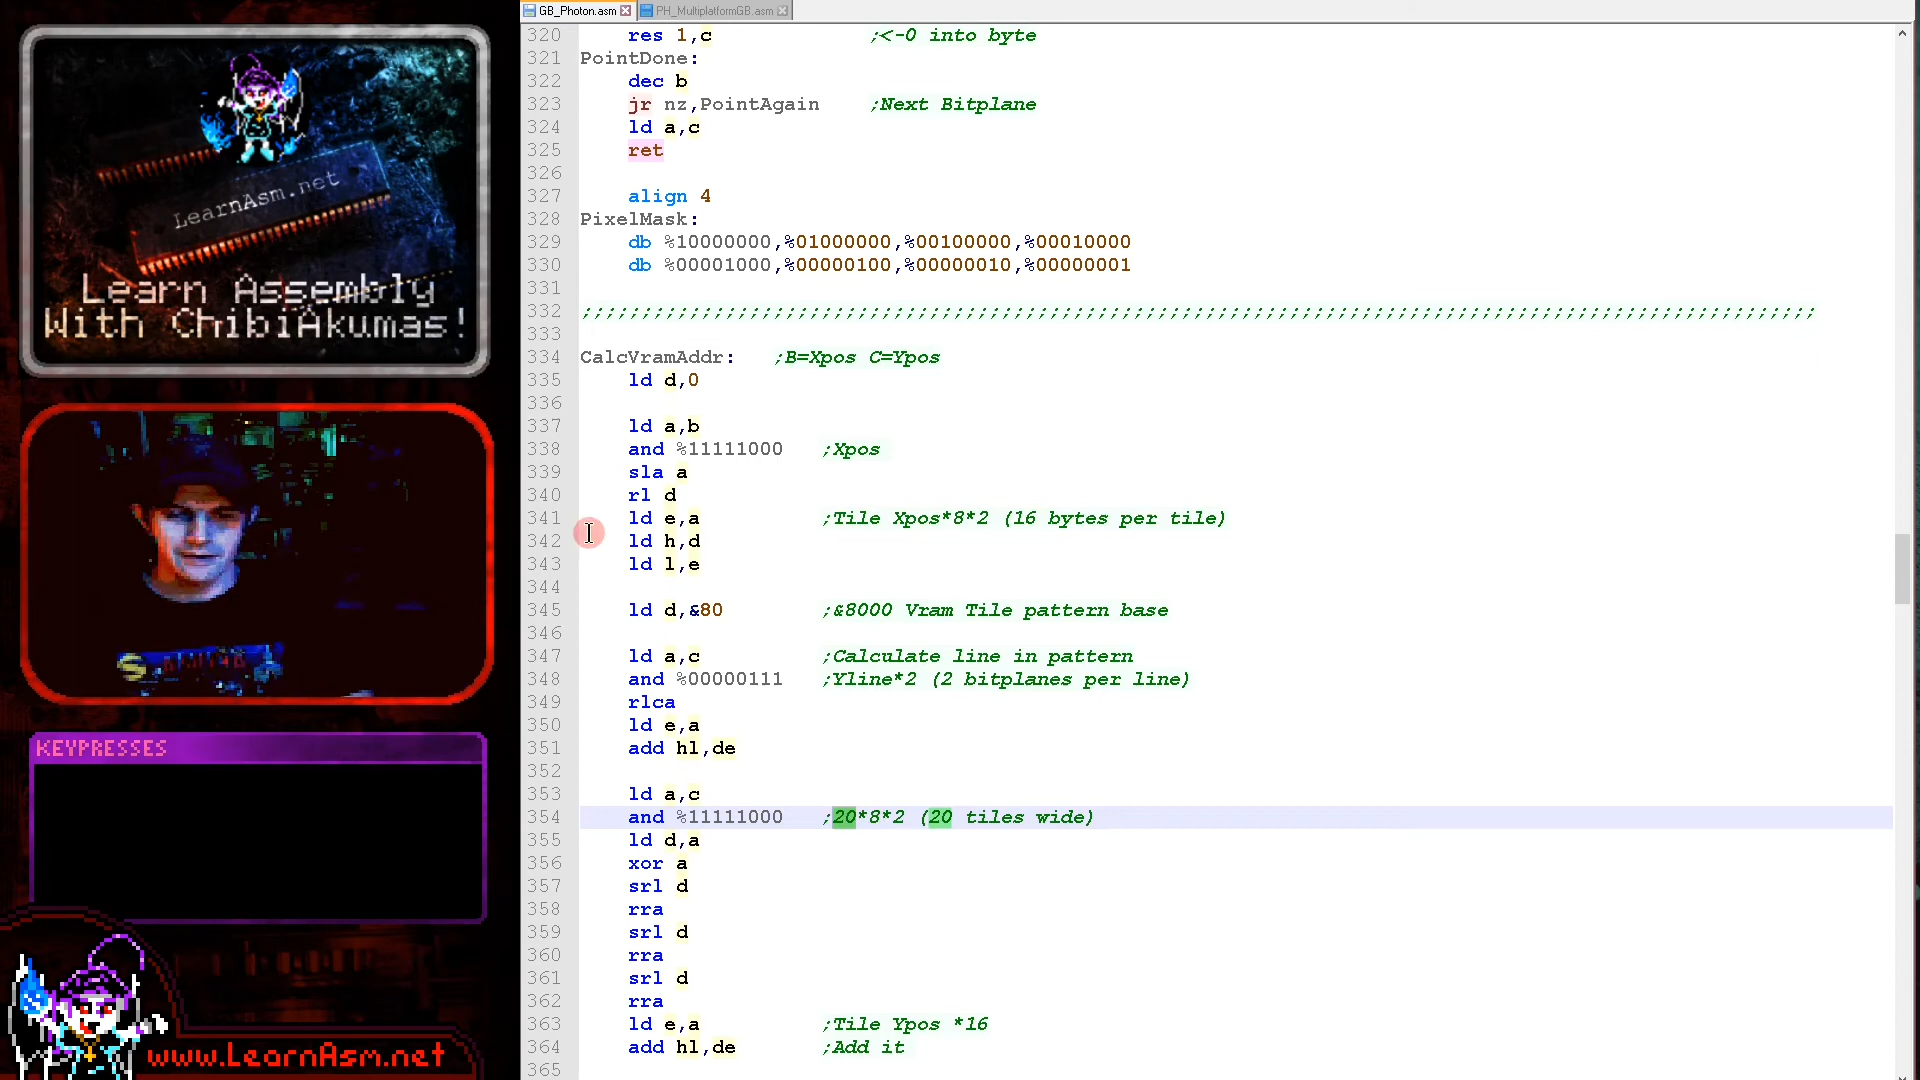 GB_Photon.asm
PH_MultiplatformGB.asm
LearnAsm.net
Learn Assembly
With ChibiAkumas!
KEYPRESSES
www.LearnAsm.net
320 res 1,c ;<-0 into byte
321 PointDone:
322 dec b
323 jr nz,PointAgain ;Next Bitplane
324 ld a,c
325 ret
326
327 align 4
328 PixelMask:
329 db %10000000,%01000000,%00100000,%00010000
330 db %00001000,%00000100,%00000010,%00000001
331
332 ;;;;;;;;;;;;;;;;;;;;;;;;;;;;;;;;;;;;;;;;;;;;;;;;;;;;;;;;;;;;;;;;;;;;;;;;;;;;;;;;;;;;;;;;;;;;;;;;;;;;;;;
333
334 CalcVramAddr: ;B=Xpos C=Ypos
335 ld d,0
336
337 ld a,b
338 and %11111000 ;Xpos
339 sla a
340 rl d
341 ld e,a ;Tile Xpos*8*2 (16 bytes per tile)
342 ld h,d
343 ld l,e
344
345 ld d,&80 ;&8000 Vram Tile pattern base
346
347 ld a,c ;Calculate line in pattern
348 and %00000111 ;Yline*2 (2 bitplanes per line)
349 rlca
350 ld e,a
351 add hl,de
352
353 ld a,c
354 and %11111000 ;20*8*2 (20 tiles wide)
355 ld d,a
356 xor a
357 srl d
358 rra
359 srl d
360 rra
361 srl d
362 rra
363 ld e,a ;Tile Ypos *16
364 add hl,de ;Add it
365